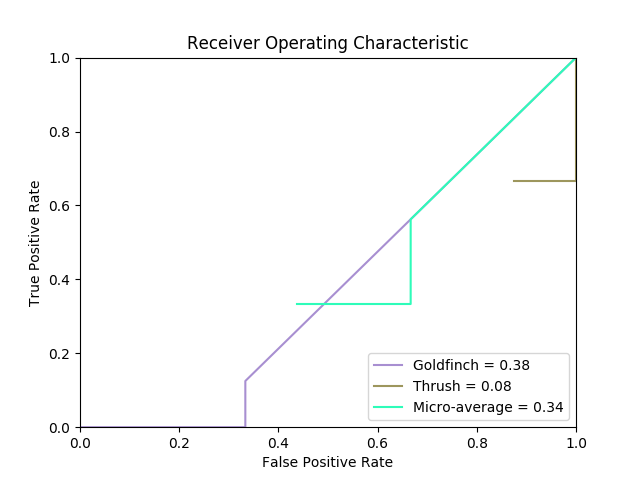 Receiver Operating Characteristic
1.0
0.8
0.6
0.4
0.2
0.0
True Positive Rate
Goldfinch = 0.38
Thrush = 0.08
Micro-average = 0.34
0.0 0.2 0.4 0.6 0.8 1.0
False Positive Rate